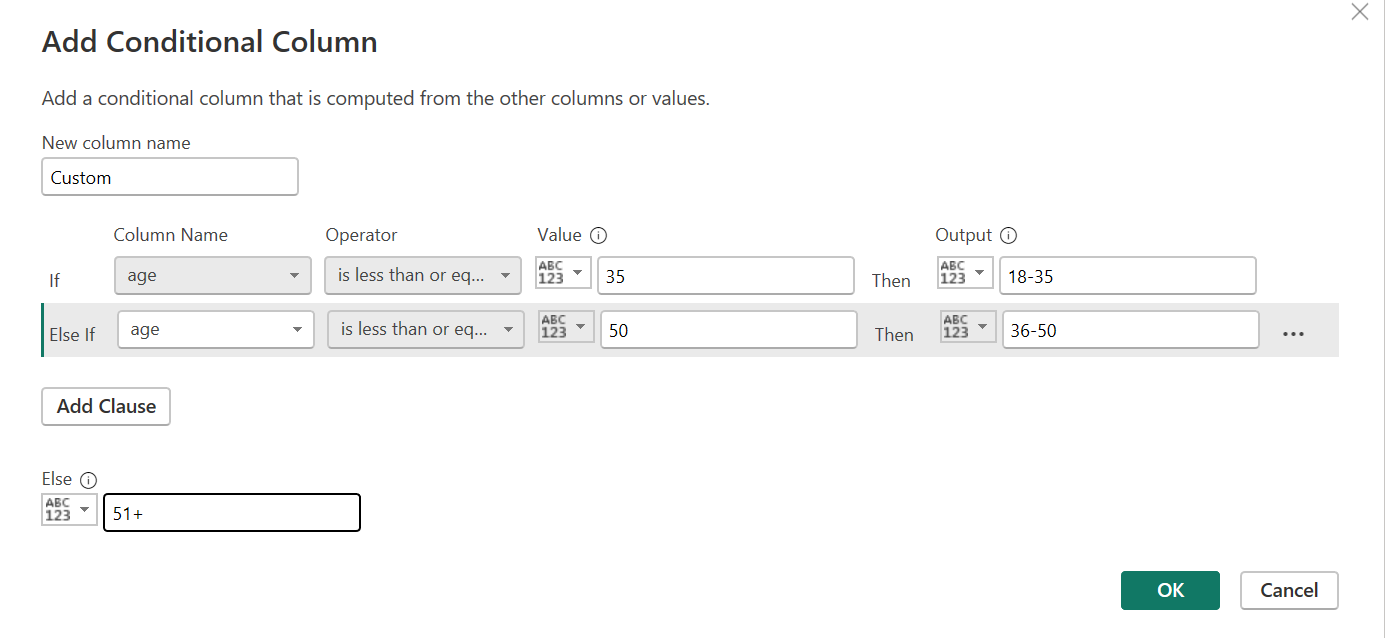 Add Conditional Column
Add a conditional column that is computed from the other columns or values.
New column name
Custom
Column Name Operator Value Output
If age is less than or eq... ABC 123 35 Then ABC 123 18-35
Else If age is less than or eq... ABC 123 50 Then ABC 123 36-50 ...
Add Clause
Else
ABC 123 51+
OK Cancel